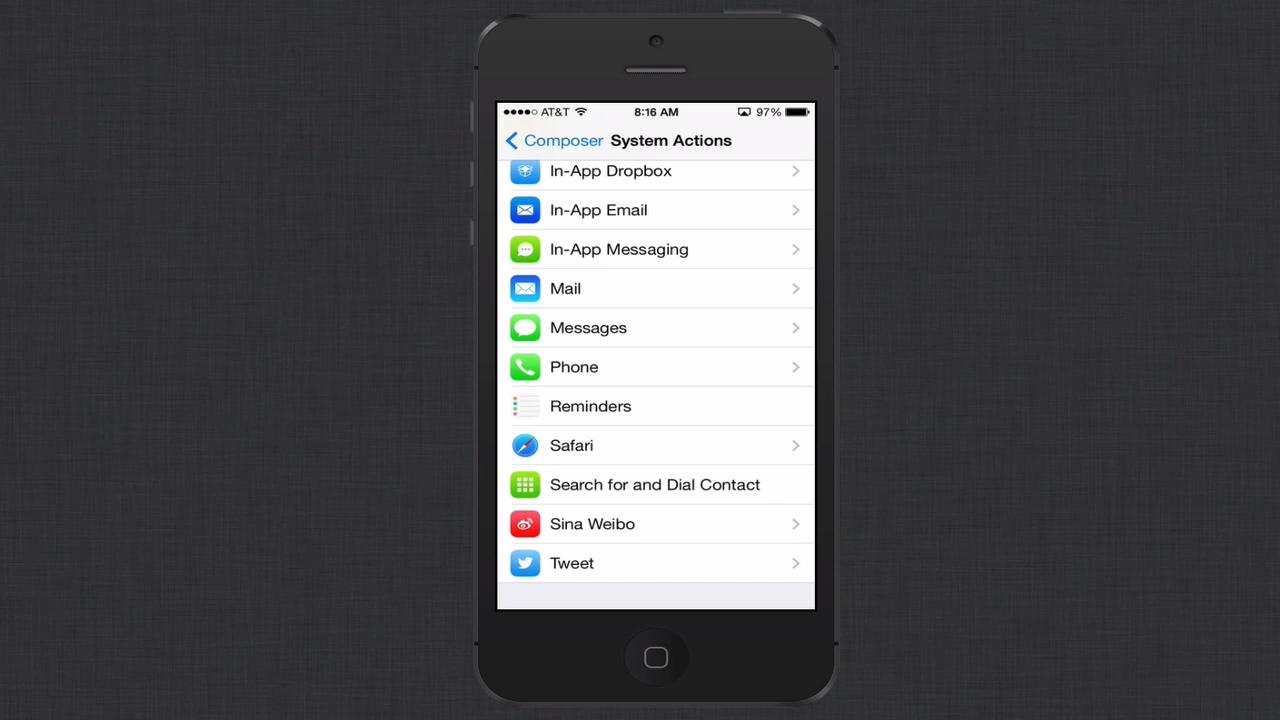 AT&T 8:16 AM 97%
Composer System Actions
In-App Dropbox
In-App Email
In-App Messaging
Mail
Messages
Phone
Reminders
Safari
Search for and Dial Contact
Sina Weibo
Tweet